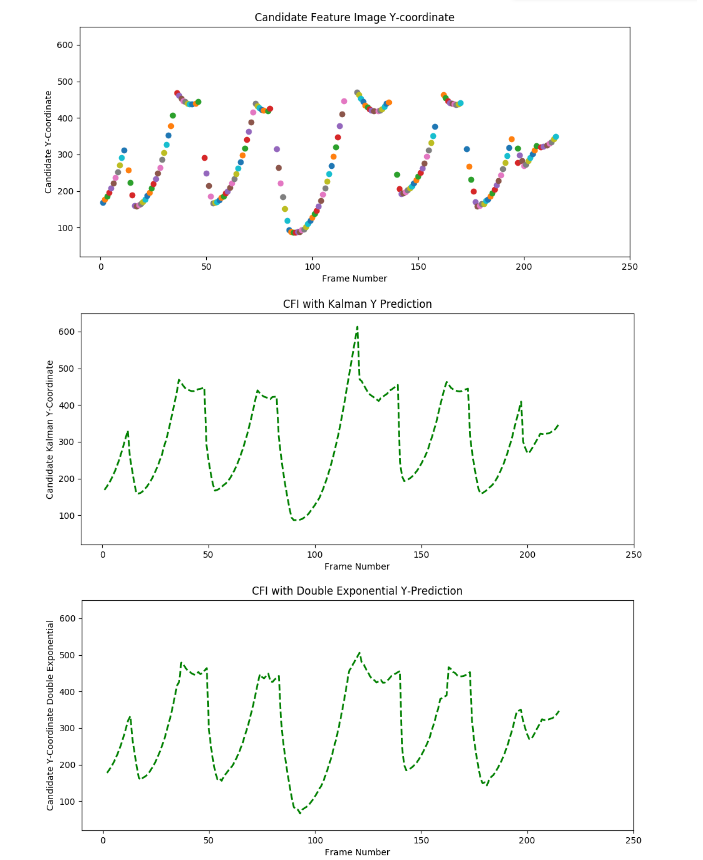 Candidate Feature Image Y-coordinate
600
500
400
300
200
100
Candidate Y-Coordinate
0 50 100 150 200 250
Frame Number
CFI with Kalman Y Prediction
600
500
400
300
200
100
Candidate Kalman Y-Coordinate
0 50 100 150 200 250
Frame Number
CFI with Double Exponential Y-Prediction
600
500
400
300
200
100
Candidate Y-Coordinate Double Exponential
0 50 100 150 200 250
Frame Number